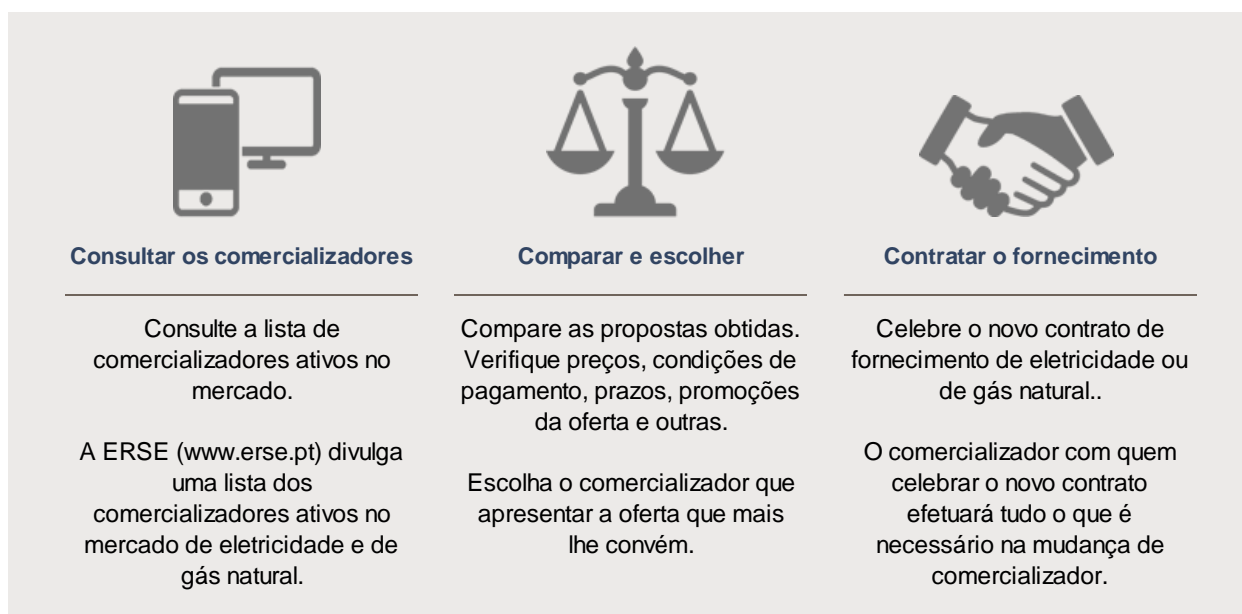 Consultar os comercializadores
Consulte a lista de
comercializadores ativos no
mercado.
A ERSE (www.erse.pt) divulga
uma lista dos
comercializadores ativos no
mercado de eletricidade e de
gás natural.
Comparar e escolher
Compare as propostas obtidas.
Verifique preços, condições de
pagamento, prazos, promoções
da oferta e outras.
Escolha o comercializador que
apresentar a oferta que mais
lhe convém.
Contratar o fornecimento
Celebre o novo contrato de
fornecimento de eletricidade ou
de gás natural..
O comercializador com quem
celebrar o novo contrato
efetuará tudo o que é
necessário na mudança de
comercializador.